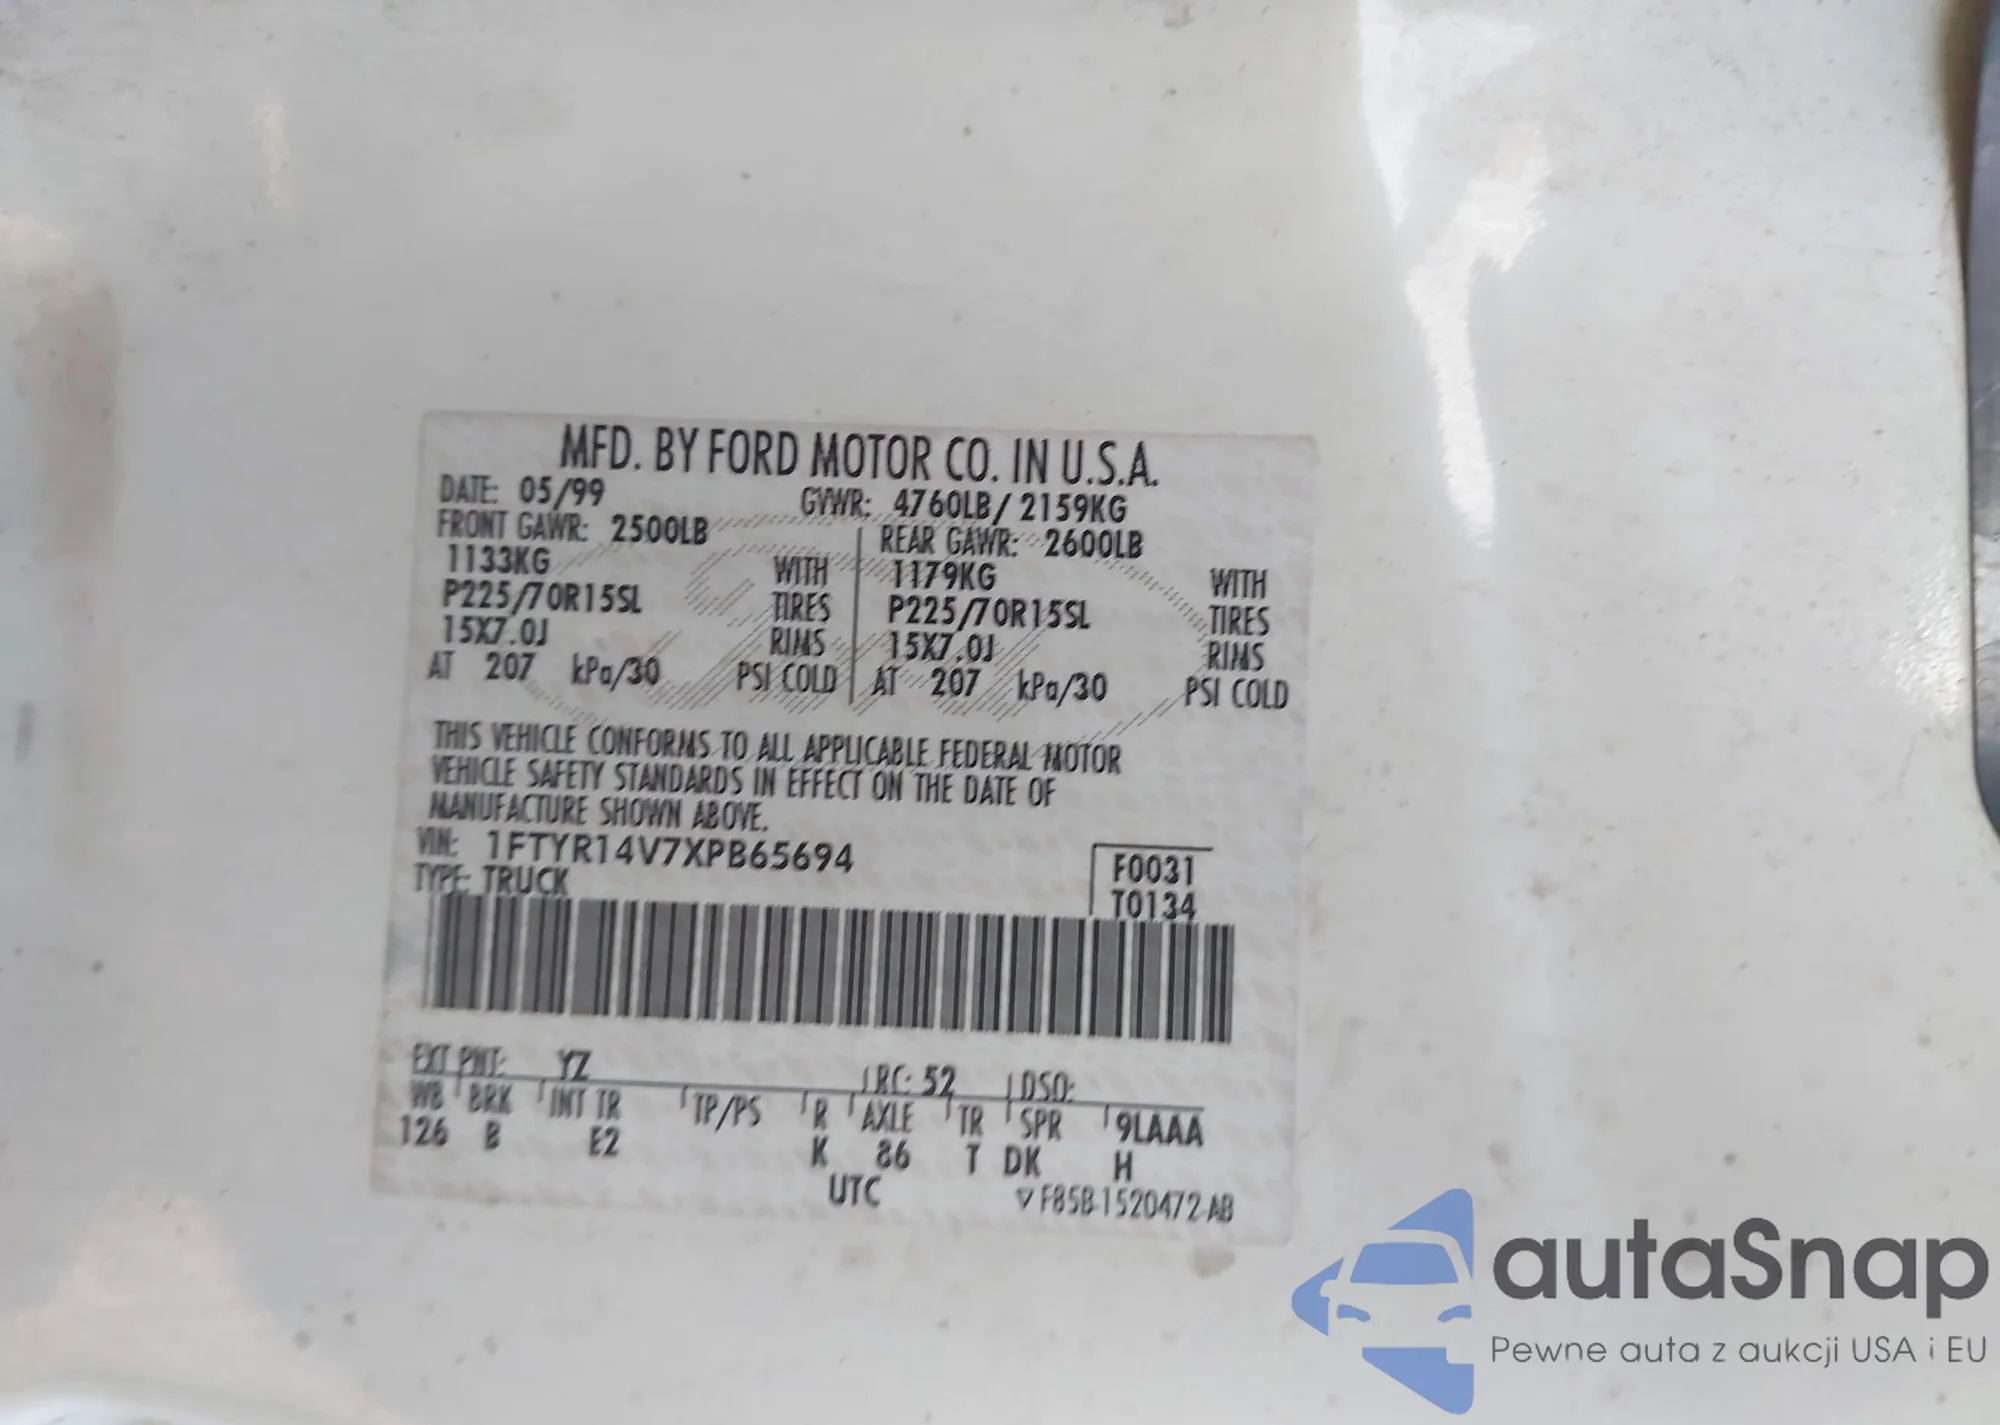 MFD. BY FORD MOTOR CO. IN U.S.A.
DATE: 05/99 GVWR: 4760LB/ 2159KG
FRONT GAWR: 2500LB REAR GAWR: 2600LB
1133KG WITH 1179KG WITH
P225/70R15SL TIRES P225/70R15SL TIRES
15X7.0J RIMS 15X7.0J RIMS
AT 207 kPa/30 PSI COLD AT 207 kPa/30 PSI COLD
THIS VEHICLE CONFORMS TO ALL APPLICABLE FEDERAL MOTOR
VEHICLE SAFETY STANDARDS IN EFFECT ON THE DATE OF
MANUFACTURE SHOWN ABOVE.
VIN: 1FTYR14V7XPB65694 F0031
TYPE: TRUCK T0134
EXT PNT: YZ RC: 52 DSO:
WB BRK INT TR TP/PS R AXLE TR SPR 9LAAA
126 B E2 K 86 T DK H
UTC ▽F85B-1520472-AB
autaSnap
Pewne auta z aukcji USA i EU